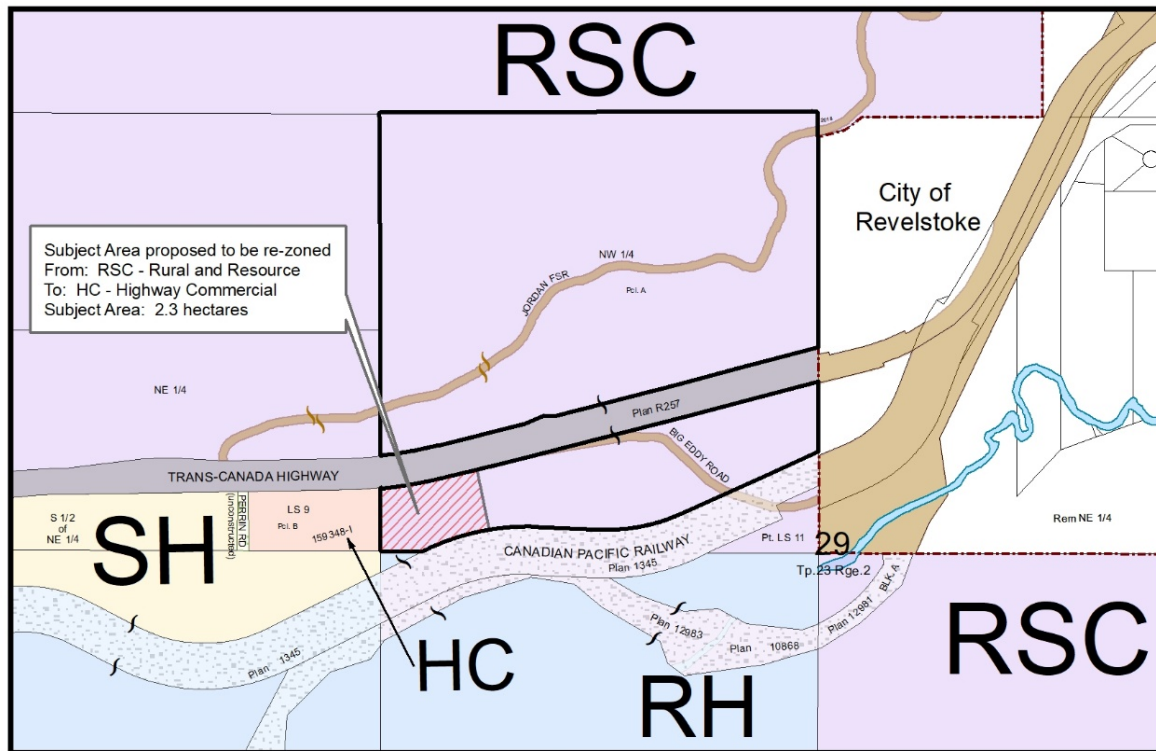 RSC
City of
Revelstoke
Subject Area proposed to be re-zoned
From: RSC - Rural and Resource
To: HC - Highway Commercial
Subject Area: 2.3 hectares
NW 1/4
Pcl. A
JORDAN FSR
NE 1/4
Plan R257
BIG EDDY ROAD
TRANS-CANADA HIGHWAY
S 1/2
of
NE 1/4
PERRIN RD
(unconstructed)
LS 9
Pcl. B
159348-I
SH
CANADIAN PACIFIC RAILWAY
Plan 1345
Pt. LS 11
29
Tp.23 Rge.2
Rem NE 1/4
Plan 1345
HC
Plan 12983
Plan 10868
Plan 12981 BLK. A
RH
RSC